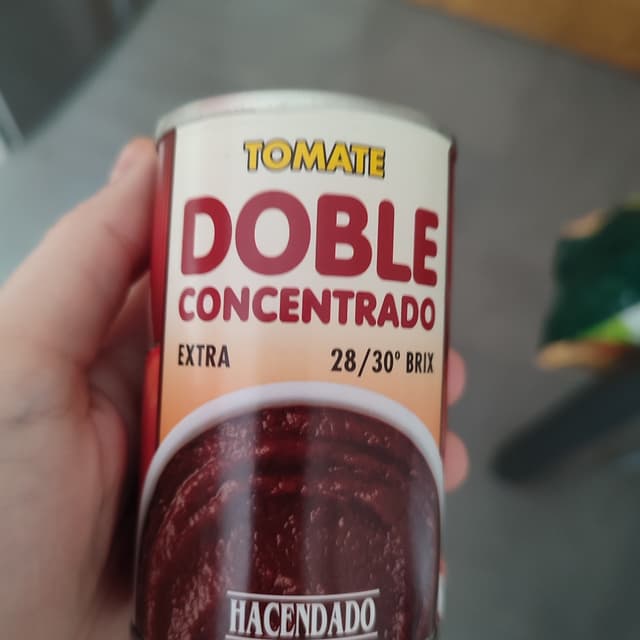 TOMATE
DOBLE
CONCENTRADO
EXTRA 28/30° BRIX
HACENDADO